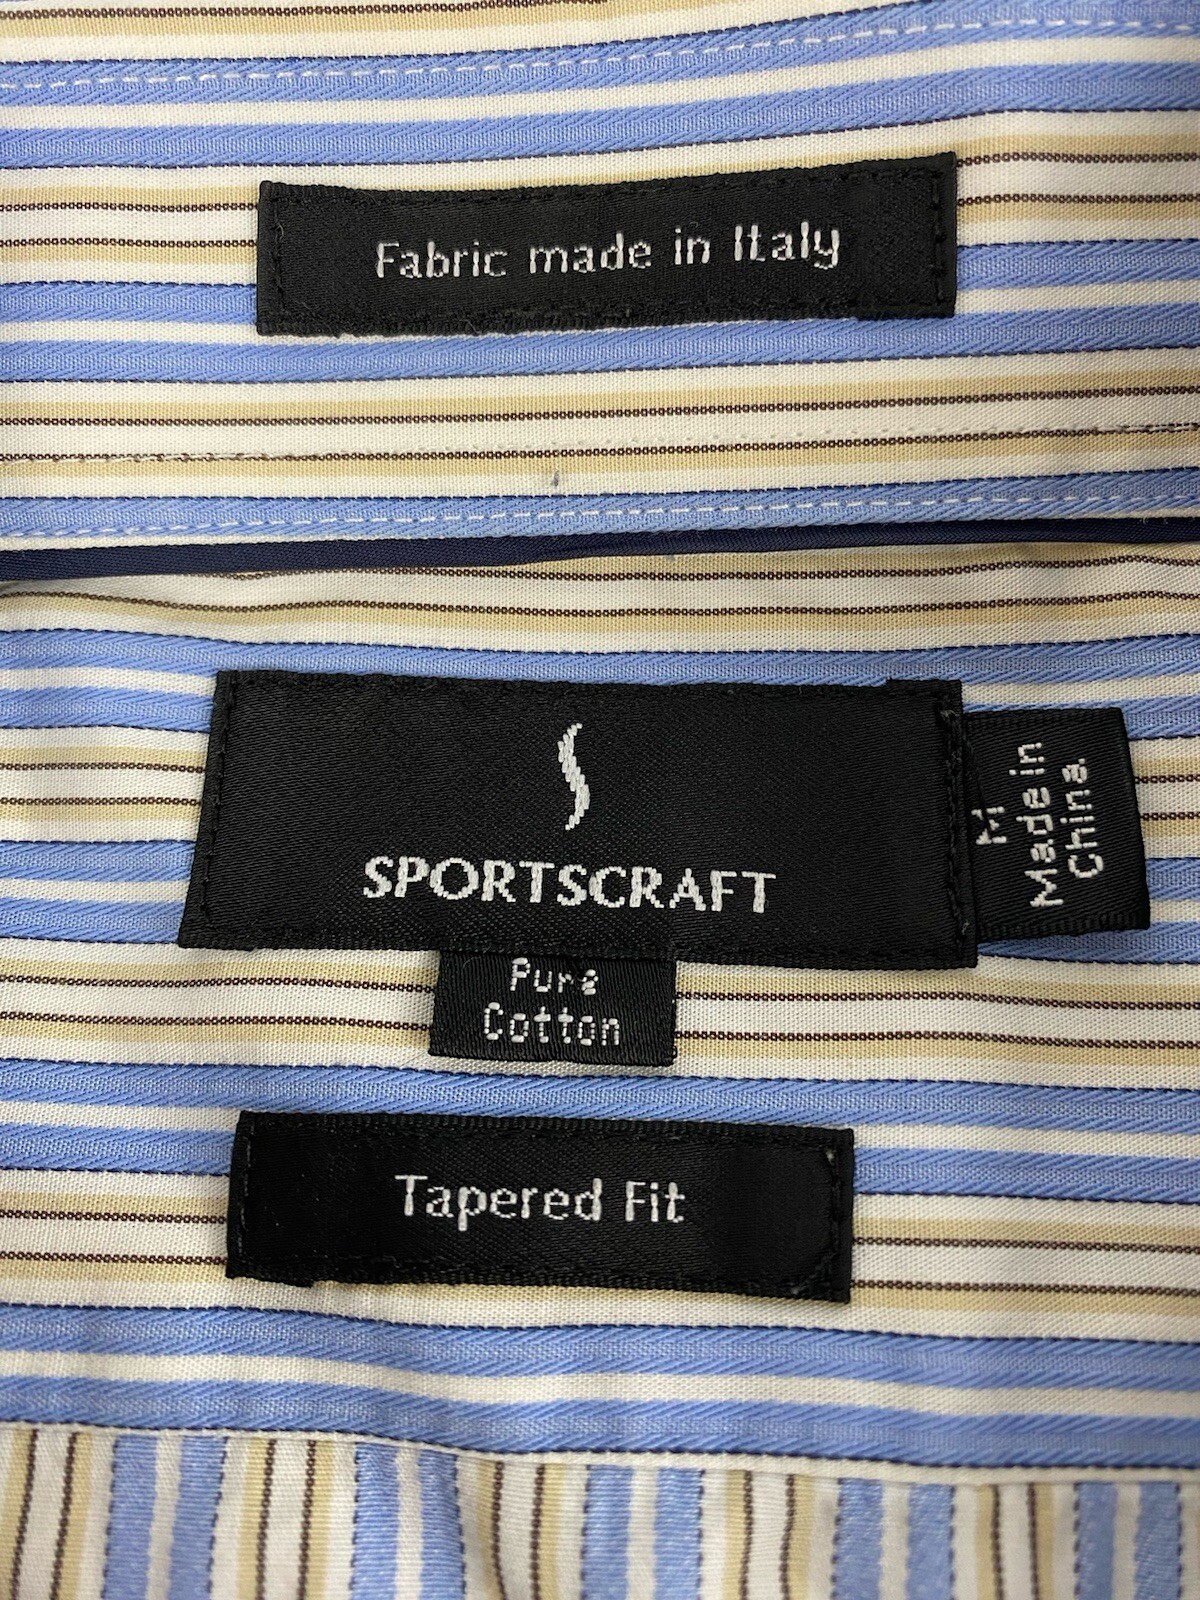 Fabric made in Italy
SPORTSCRAFT
M
Made in
China
Pure
Cotton
Tapered Fit